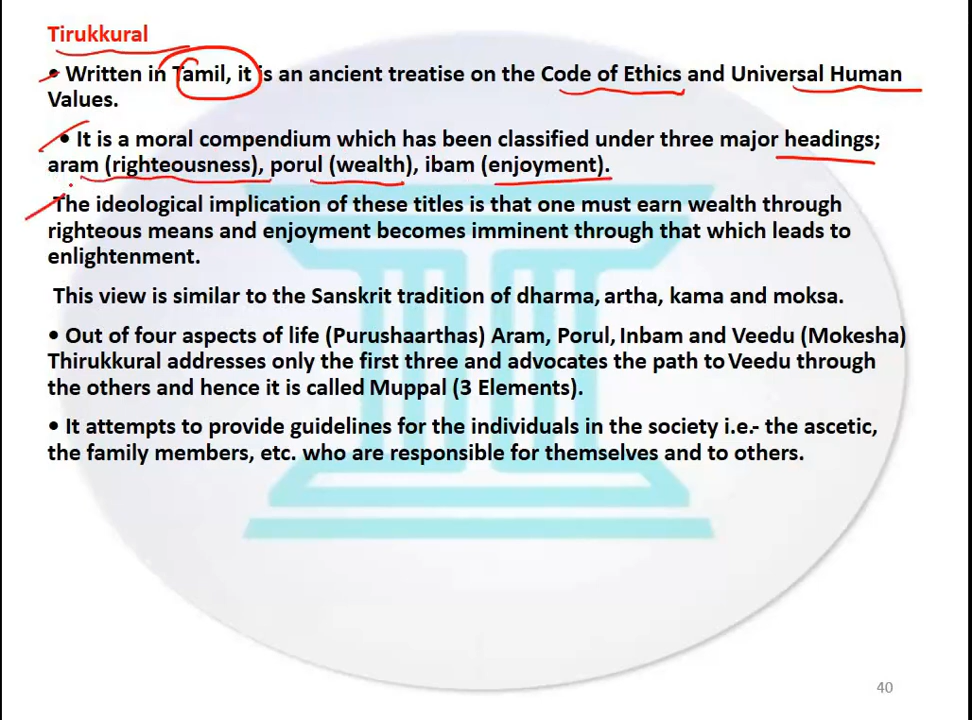 Tirukkural
• Written in Tamil, it is an ancient treatise on the Code of Ethics and Universal Human
Values.
• It is a moral compendium which has been classified under three major headings;
aram (righteousness), porul (wealth), ibam (enjoyment).
The ideological implication of these titles is that one must earn wealth through
righteous means and enjoyment becomes imminent through that which leads to
enlightenment.
This view is similar to the Sanskrit tradition of dharma, artha, kama and moksa.
• Out of four aspects of life (Purushaarthas) Aram, Porul, Inbam and Veedu (Mokesha)
Thirukkural addresses only the first three and advocates the path to Veedu through
the others and hence it is called Muppal (3 Elements).
• It attempts to provide guidelines for the individuals in the society i.e.- the ascetic,
the family members, etc. who are responsible for themselves and to others.
40